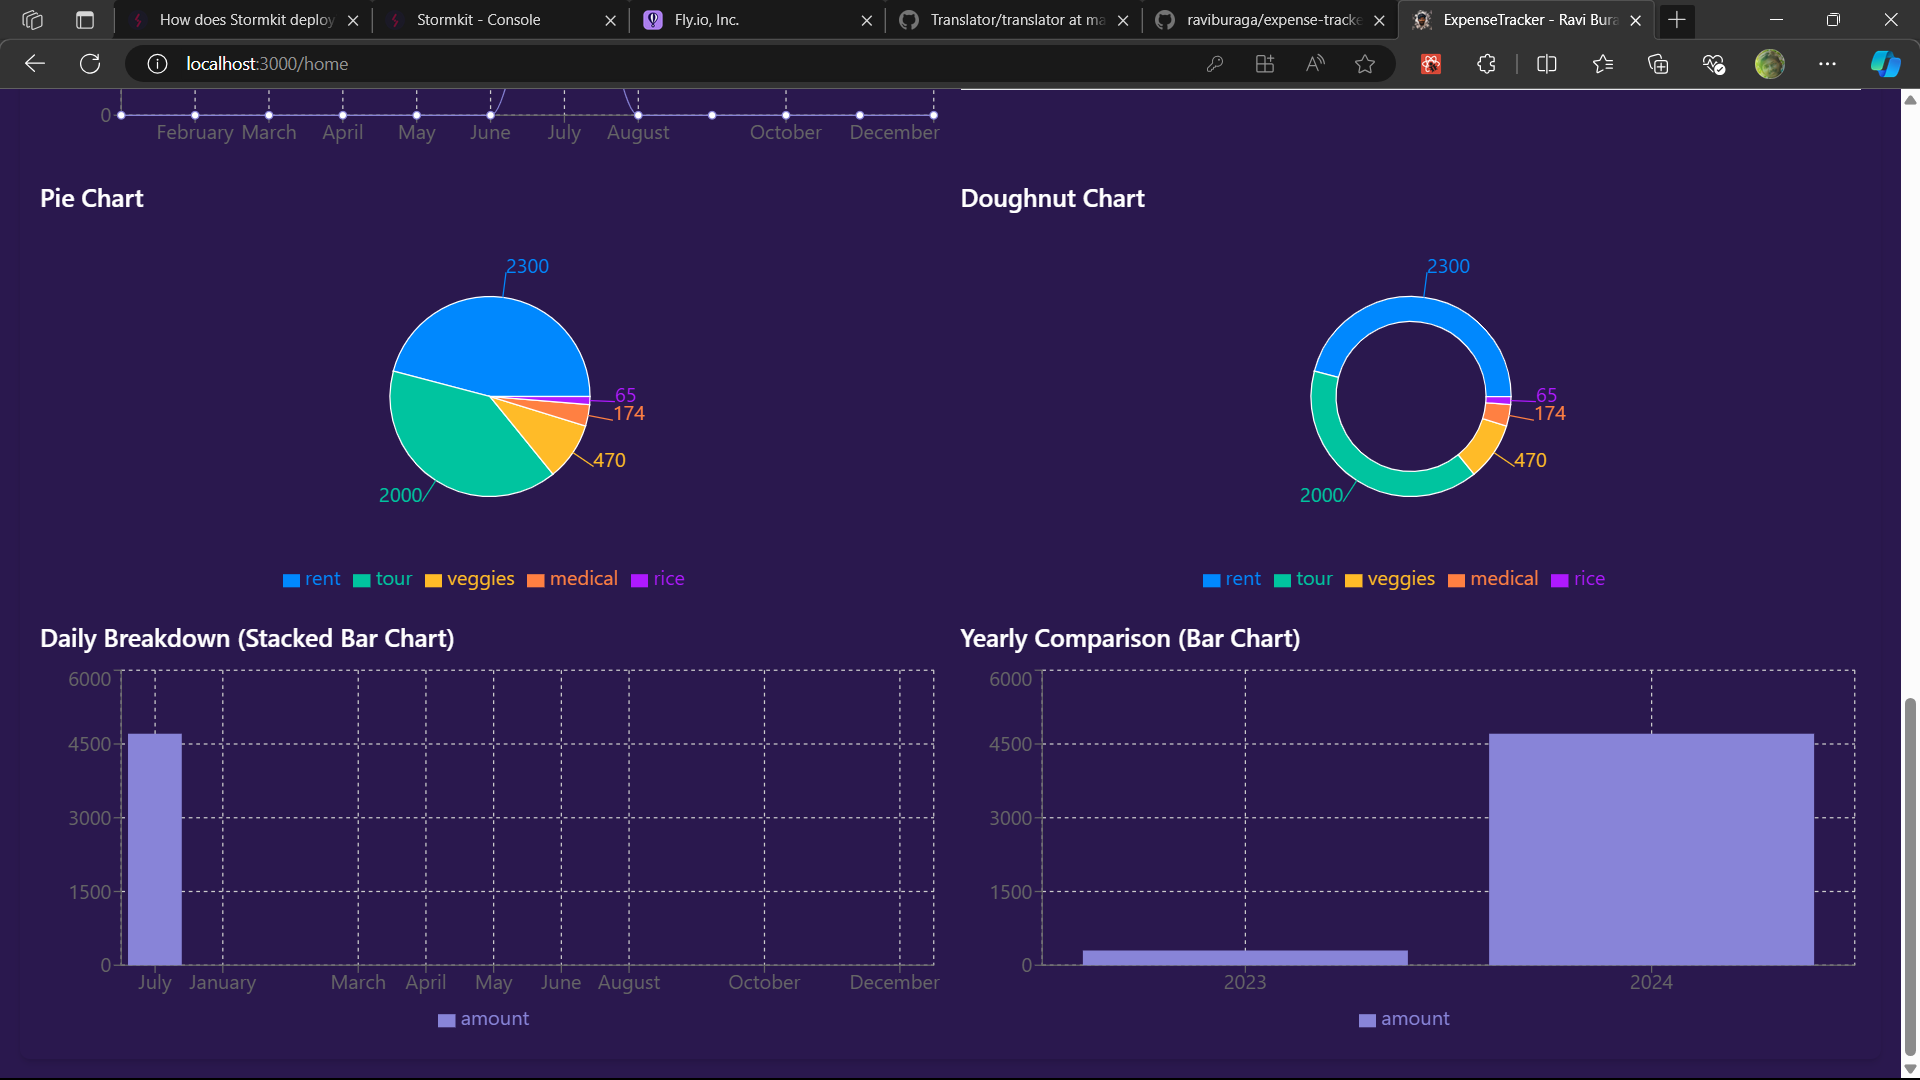 How does Stormkit deploy
Stormkit - Console
Fly.io, Inc.
Translator/translator at ma
raviburaga/expense-tracke
ExpenseTracker - Ravi Bura
localhost:3000/home
0
February March April May June July August October December
Pie Chart
Doughnut Chart
2300
65
174
470
2000
2300
65
174
470
2000
rent tour veggies medical rice
rent tour veggies medical rice
Daily Breakdown (Stacked Bar Chart)
6000
4500
3000
1500
0
July January March April May June August October December
amount
Yearly Comparison (Bar Chart)
6000
4500
3000
1500
0
2023 2024
amount